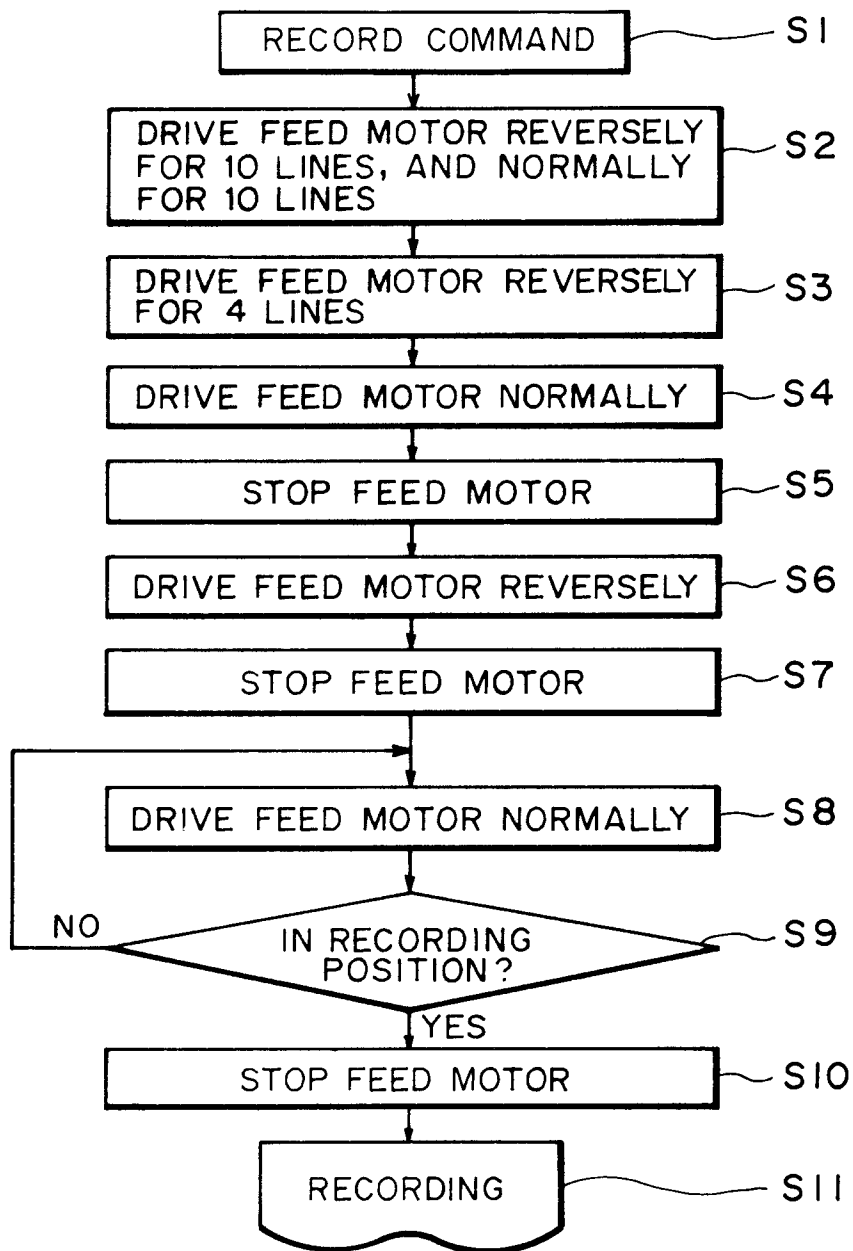 RECORD COMMAND
S1
DRIVE FEED MOTOR REVERSELY
FOR 10 LINES, AND NORMALLY
FOR 10 LINES
S2
DRIVE FEED MOTOR REVERSELY
FOR 4 LINES
S3
DRIVE FEED MOTOR NORMALLY
S4
STOP FEED MOTOR
S5
DRIVE FEED MOTOR REVERSELY
S6
STOP FEED MOTOR
S7
DRIVE FEED MOTOR NORMALLY
S8
NO
IN RECORDING
POSITION?
S9
YES
STOP FEED MOTOR
S10
RECORDING
S11